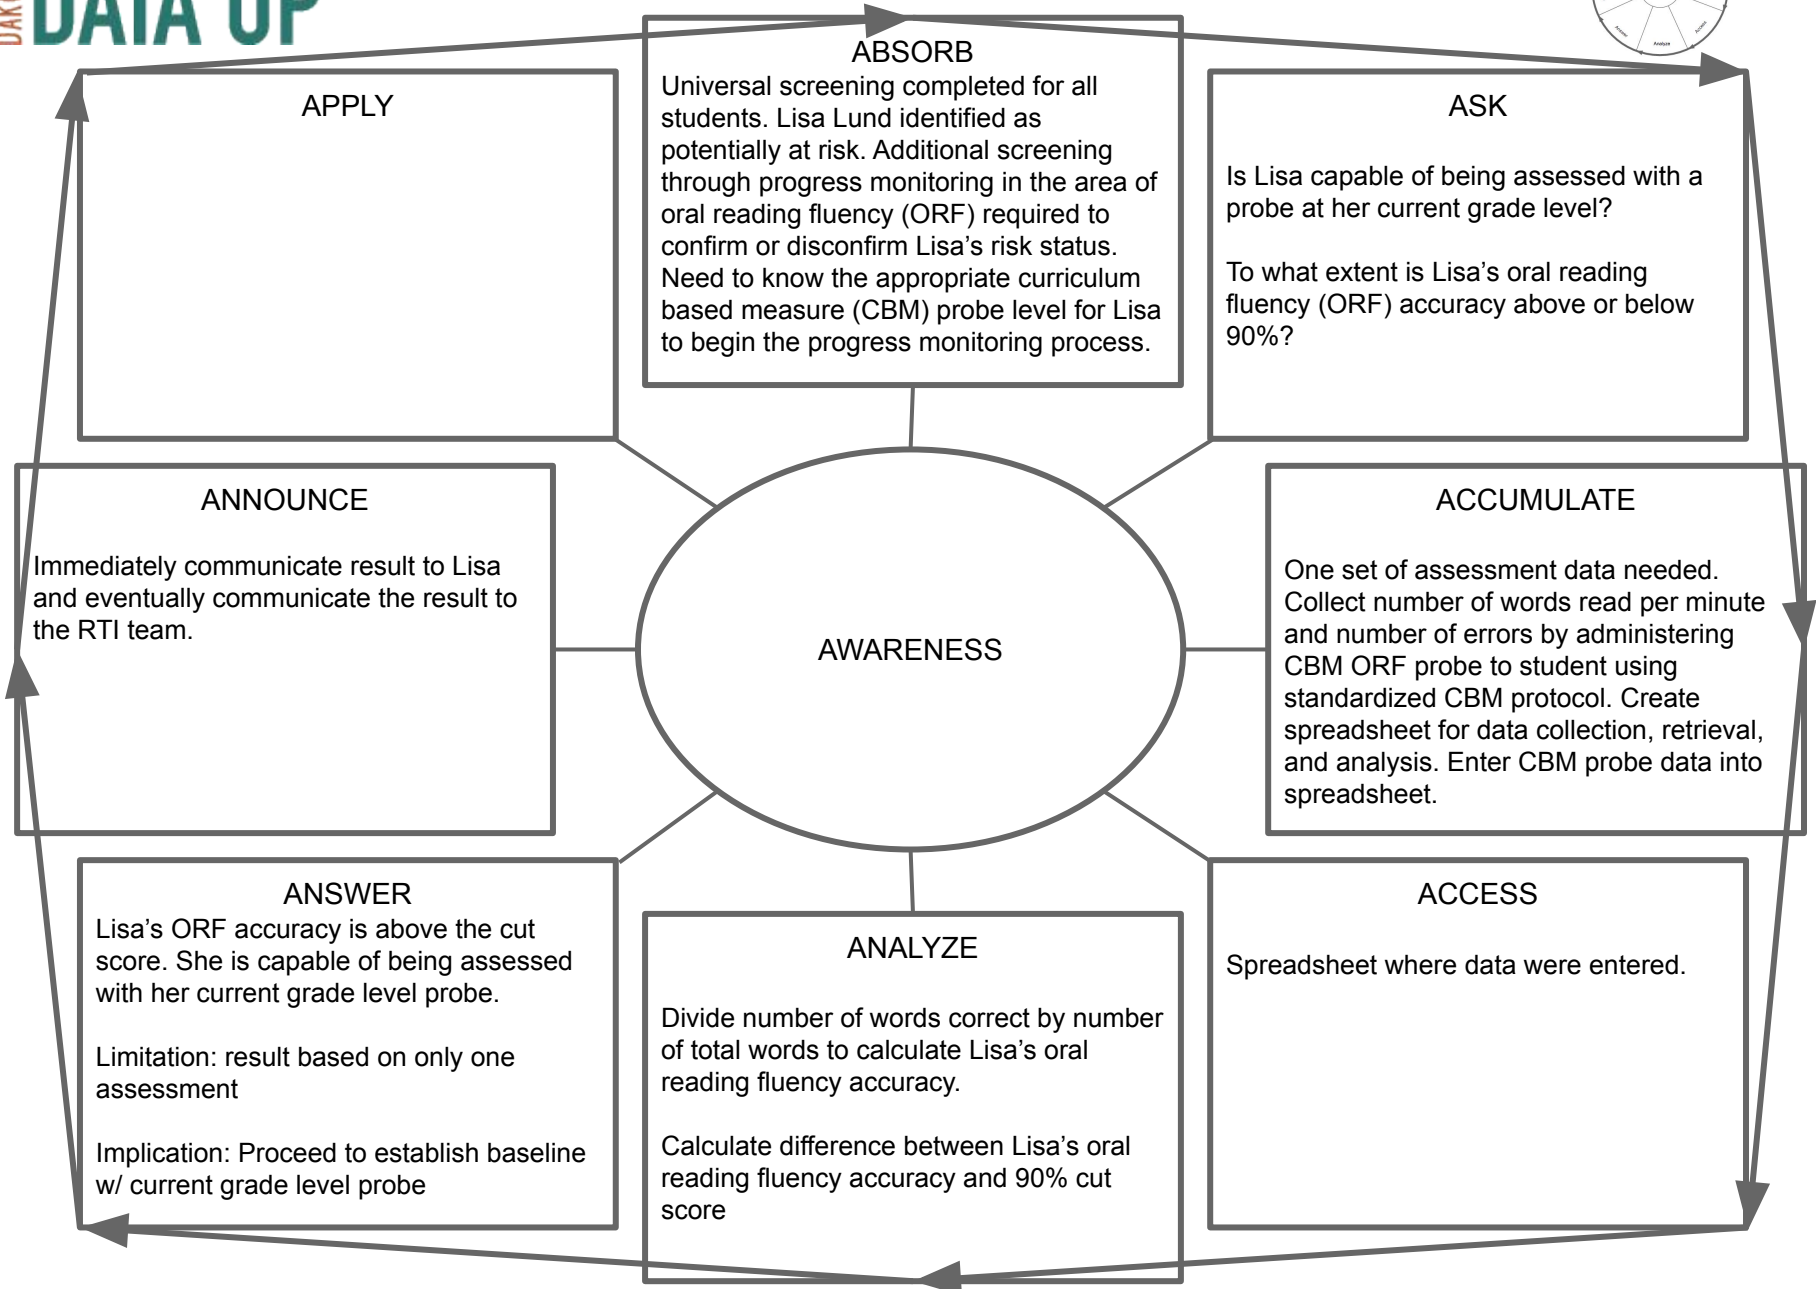 DATA UP
APPLY
ABSORB
Universal screening completed for all
students. Lisa Lund identified as
potentially at risk. Additional screening
through progress monitoring in the area of
oral reading fluency (ORF) required to
confirm or disconfirm Lisa’s risk status.
Need to know the appropriate curriculum
based measure (CBM) probe level for Lisa
to begin the progress monitoring process.
Answer
Analyze
Access
ASK
Is Lisa capable of being assessed with a
probe at her current grade level?
To what extent is Lisa’s oral reading
fluency (ORF) accuracy above or below
90%?
ANNOUNCE
Immediately communicate result to Lisa
and eventually communicate the result to
the RTI team.
AWARENESS
ACCUMULATE
One set of assessment data needed.
Collect number of words read per minute
and number of errors by administering
CBM ORF probe to student using
standardized CBM protocol. Create
spreadsheet for data collection, retrieval,
and analysis. Enter CBM probe data into
spreadsheet.
ANSWER
Lisa’s ORF accuracy is above the cut
score. She is capable of being assessed
with her current grade level probe.
Limitation: result based on only one
assessment
Implication: Proceed to establish baseline
w/ current grade level probe
ANALYZE
Divide number of words correct by number
of total words to calculate Lisa’s oral
reading fluency accuracy.
Calculate difference between Lisa’s oral
reading fluency accuracy and 90% cut
score
ACCESS
Spreadsheet where data were entered.